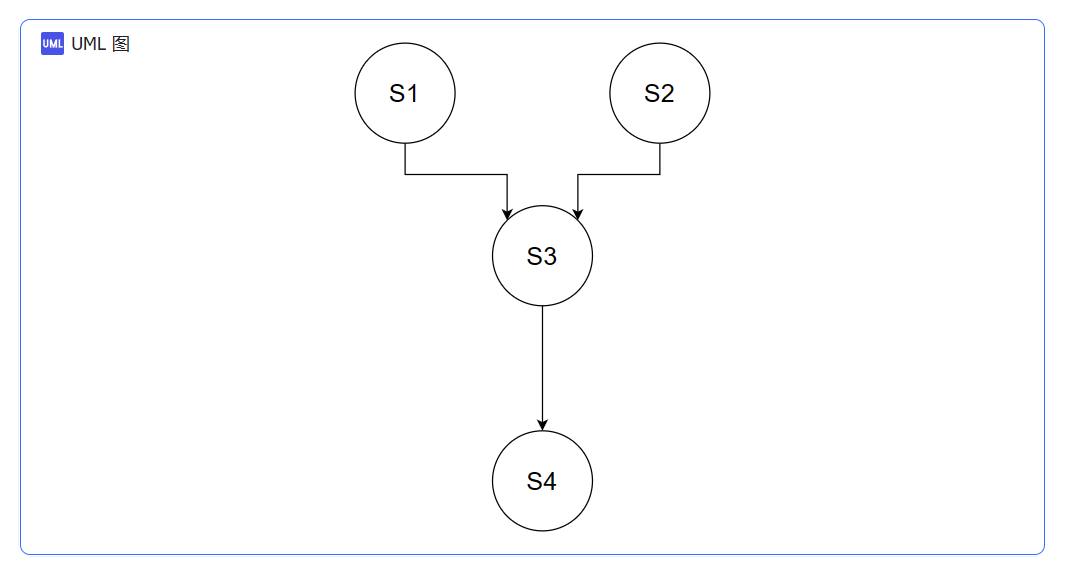 UML UML 图
S1 S2
S3
S4